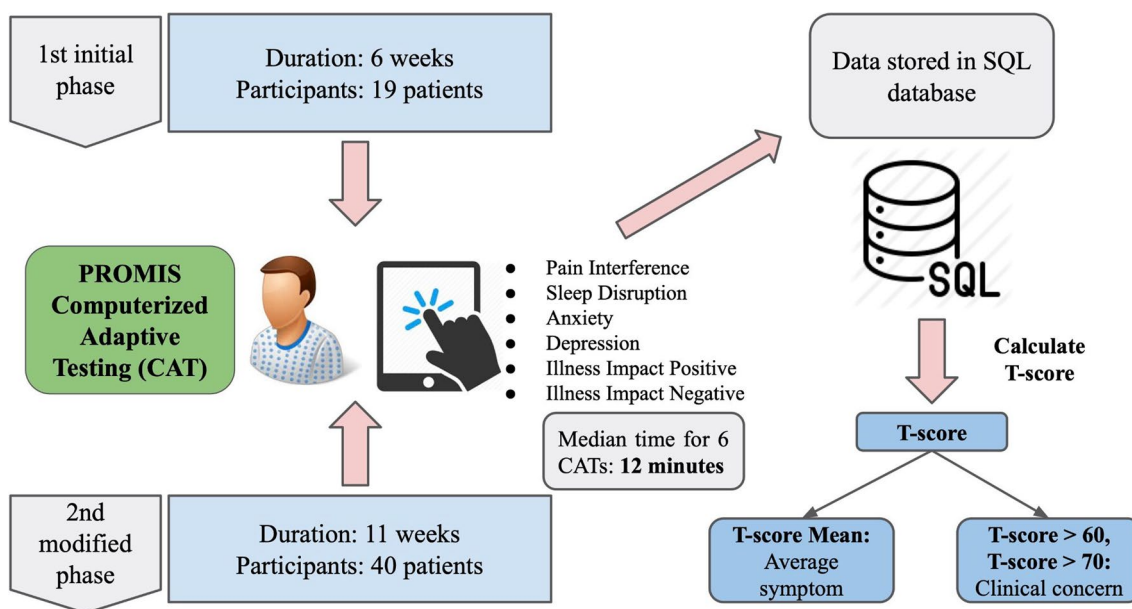 1st initial
phase
Duration: 6 weeks
Participants: 19 patients
Data stored in SQL
database
PROMIS
Computerized
Adaptive
Testing (CAT)
● Pain Interference
● Sleep Disruption
● Anxiety
● Depression
● Illness Impact Positive
● Illness Impact Negative
SQL
Calculate
T-score
Median time for 6
CATs: 12 minutes
T-score
2nd
modified
phase
Duration: 11 weeks
Participants: 40 patients
T-score Mean:
Average
symptom
T-score > 60,
T-score > 70:
Clinical concern